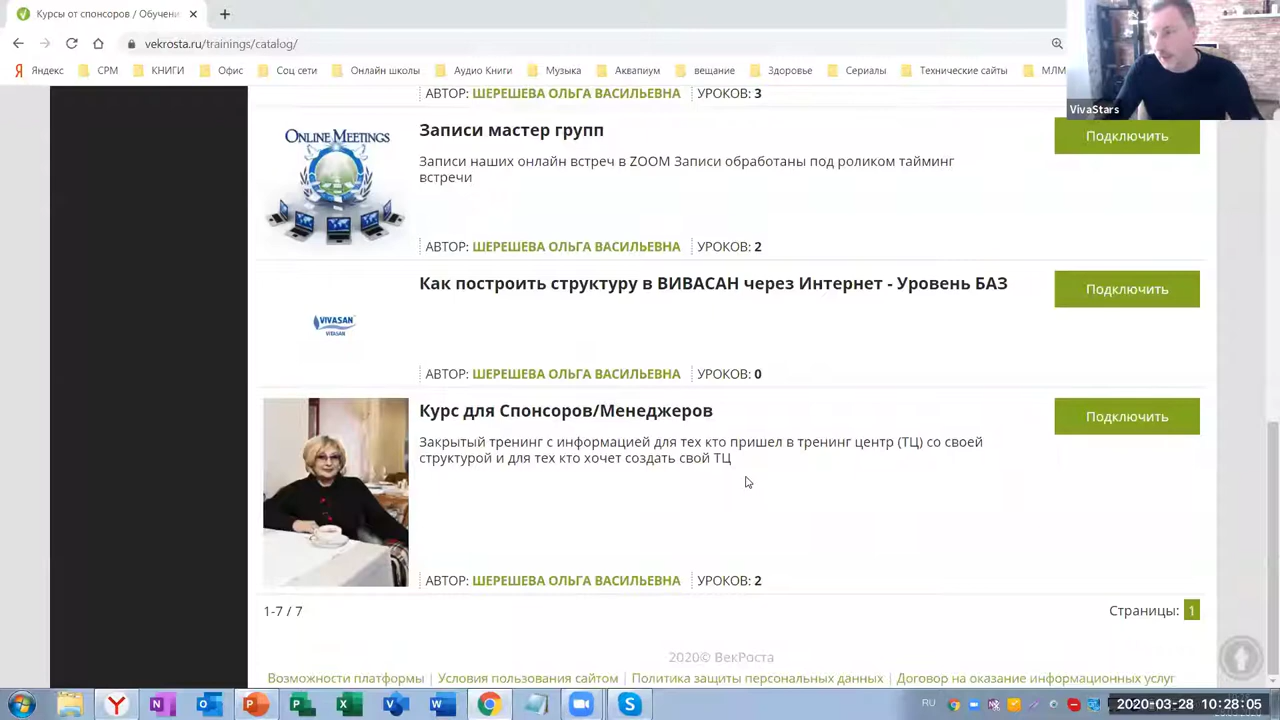 Курсы от спонсоров / Обучени
vekrosta.ru/trainings/catalog/
Яндекс СРМ КНИГИ Офис Соц сети Онлайн школы Аудио Книги Аквапиум вещание Здоровье Сериалы Технические сайты МЛМ
VivaStars
АВТОР: ШЕРЕШЕВА ОЛЬГА ВАСИЛЬЕВНА УРОКОВ: 3
ONLINE MEETINGS
Записи мастер групп
Подключить
Записи наших онлайн встреч в ZOOM Записи обработаны под роликом тайминг
встречи
АВТОР: ШЕРЕШЕВА ОЛЬГА ВАСИЛЬЕВНА УРОКОВ: 2
Как построить структуру в ВИВАСАН через Интернет - Уровень БАЗ
Подключить
VIVASAN
VITASAN
АВТОР: ШЕРЕШЕВА ОЛЬГА ВАСИЛЬЕВНА УРОКОВ: 0
Курс для Спонсоров/Менеджеров
Подключить
Закрытый тренинг с информацией для тех кто пришел в тренинг центр (ТЦ) со своей
структурой и для тех кто хочет создать свой ТЦ
АВТОР: ШЕРЕШЕВА ОЛЬГА ВАСИЛЬЕВНА УРОКОВ: 2
1-7 / 7
Страницы: 1
2020© ВекРоста
Возможности платформы | Условия пользования сайтом | Политика защиты персональных данных | Договор на оказание информационных услуг
RU
2020-03-28 10:28:05